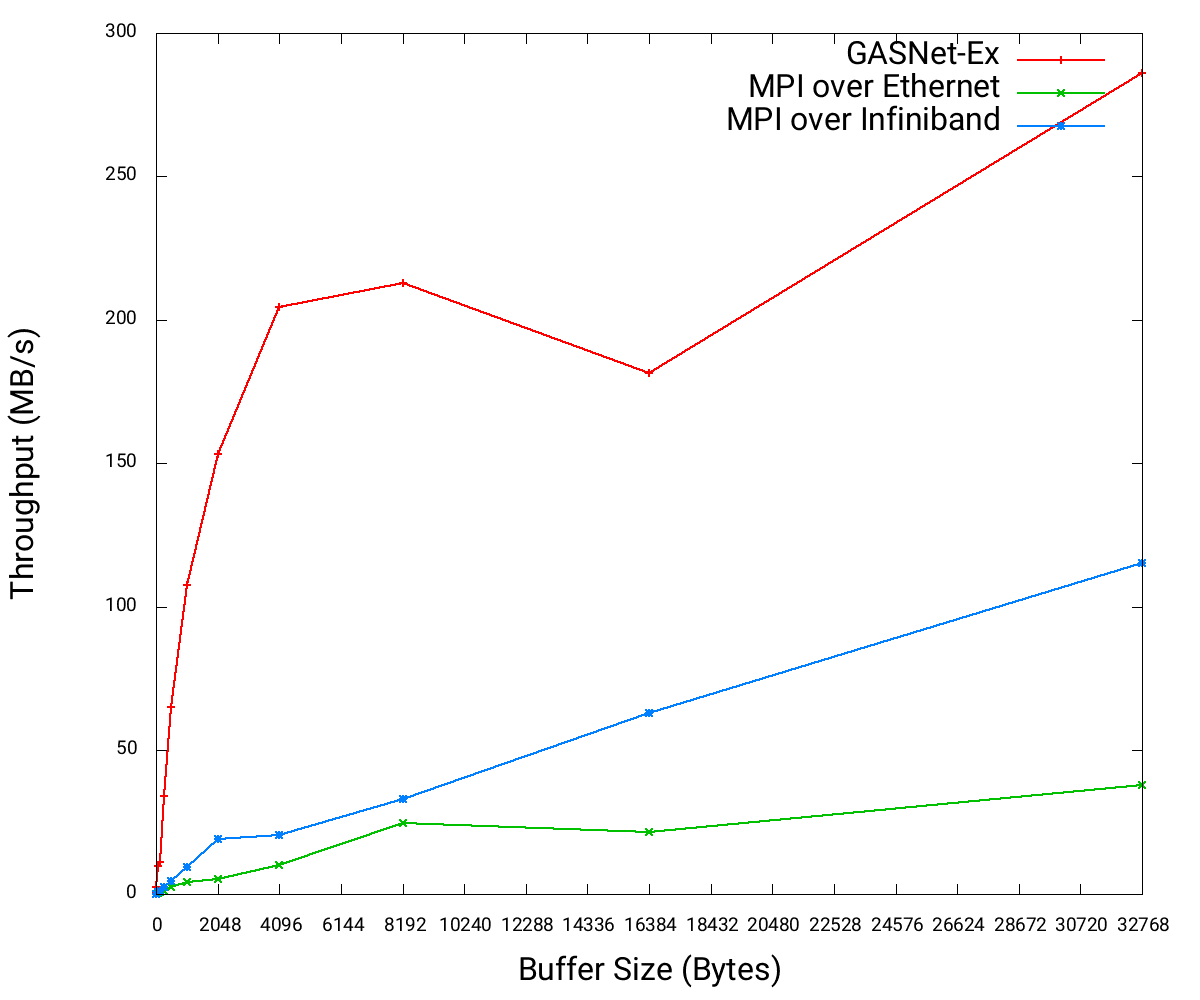 300
250
200
150
100
50
0
Throughput (MB/s)
GASNet-Ex
MPI over Ethernet
MPI over Infiniband
0 2048 4096 6144 8192 10240 12288 14336 16384 18432 20480 22528 24576 26624 28672 30720 32768
Buffer Size (Bytes)